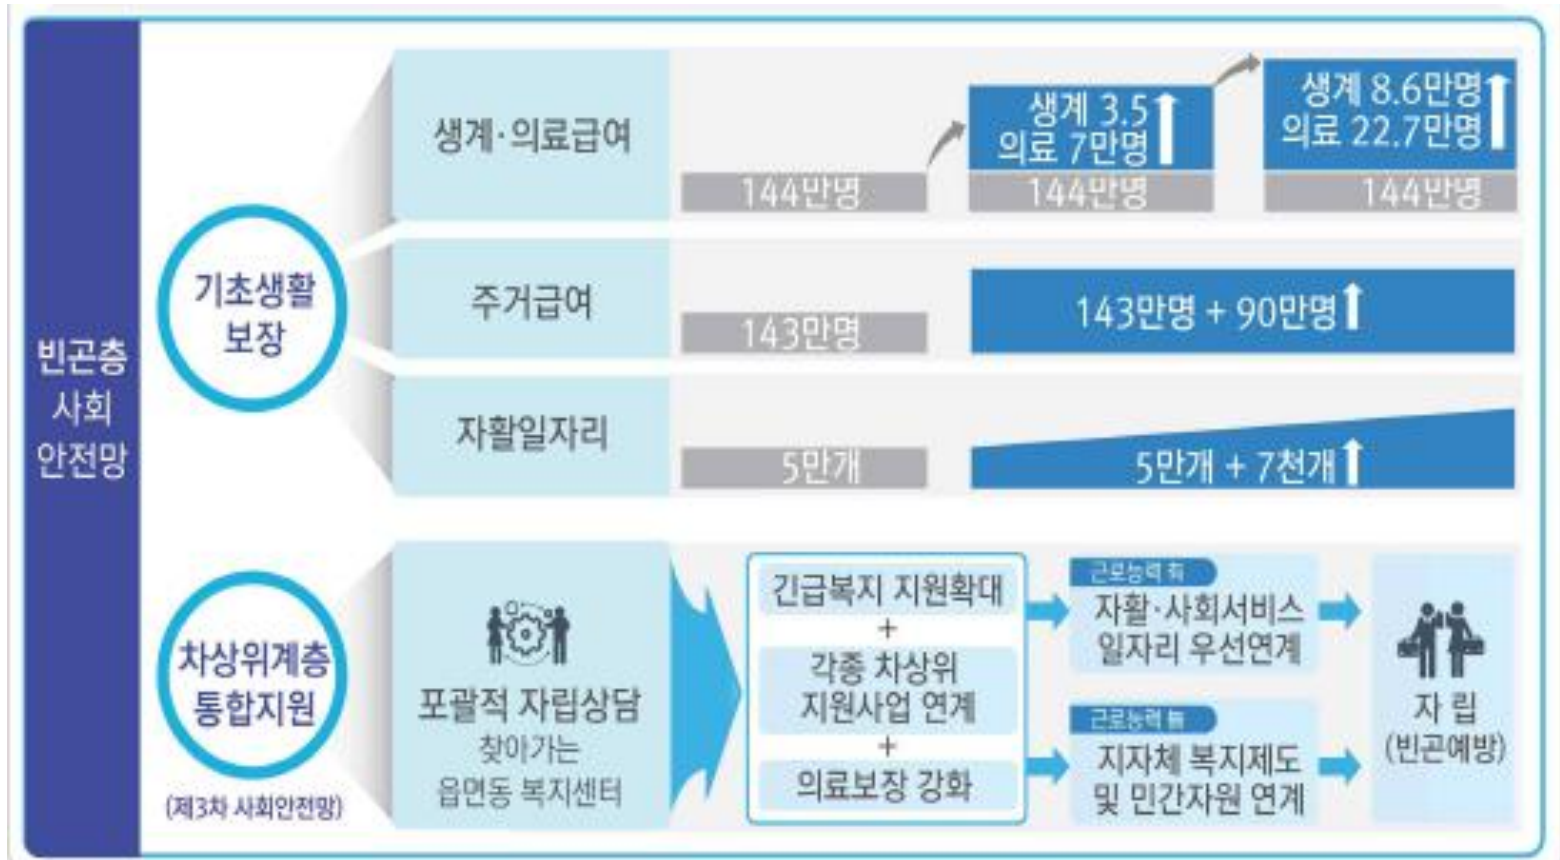 빈곤층
사회
안전망
기초생활
보장
생계·의료급여
144만명
생계 3.5
의료 7만명
144만명
생계 8.6만명
의료 22.7만명
144만명
주거급여
143만명
143만명 + 90만명
자활일자리
5만개
5만개 + 7천개
차상위계층
통합지원
(제3차 사회안전망)
포괄적 자립상담
찾아가는
읍면동 복지센터
긴급복지 지원확대
+
각종 차상위
지원사업 연계
+
의료보장 강화
근로능력 有
자활·사회서비스
일자리 우선연계
근로능력 無
지자체 복지제도
및 민간자원 연계
자 립
(빈곤예방)